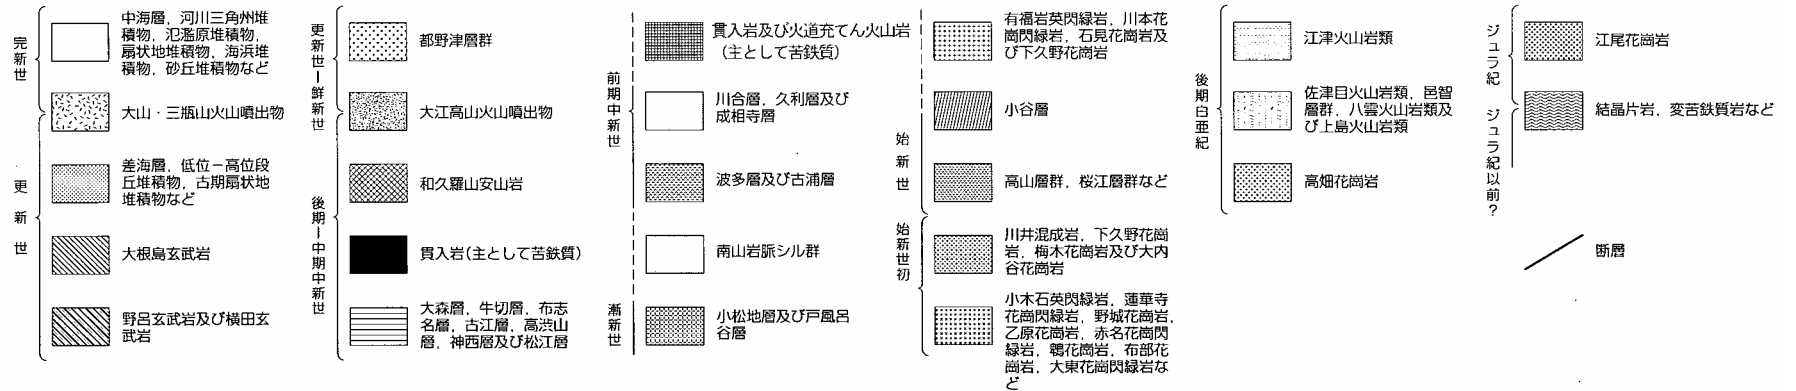 完新世
中海層，河川三角州堆
積物，氾濫原堆積物，
扇状地堆積物，海浜堆
積物，砂丘堆積物など
大山・三瓶山火山噴出物
更新世
差海層，低位－高位段
丘堆積物，古期扇状地
堆積物など
大根島玄武岩
野呂玄武岩及び横田玄
武岩
更新世ー鮮新世
都野津層群
大江高山火山噴出物
後期ー中期中新世
和久羅山安山岩
貫入岩（主として苦鉄質）
大森層，牛切層，布志
名層，古江層，高渋山
層，神西層及び松江層
前期中新世
貫入岩及び火道充てん火山岩
（主として苦鉄質）
川合層，久利層及び
成相寺層
波多層及び古浦層
南山岩脈シル群
漸新世
小松地層及び戸風呂
谷層
始新世
有福岩英閃緑岩，川本花
崗閃緑岩，石見花崗岩及
び下久野花崗岩
小谷層
高山層群，桜江層群など
始新世初
川井混成岩，下久野花崗
岩，梅木花崗岩及び大内
谷花崗岩
小木石英閃緑岩，蓮華寺
花崗閃緑岩，野城花崗岩，
乙原花崗岩，赤名花崗閃
緑岩，鵯花崗岩，布部花
崗岩，大東花崗閃緑岩な
ど
後期白亜紀
江津火山岩類
佐津目火山岩類，邑智
層群，八雲火山岩類及
び上島火山岩類
高畑花崗岩
ジュラ紀
江尾花崗岩
ジュラ紀以前？
結晶片岩，変苦鉄質岩など
断層